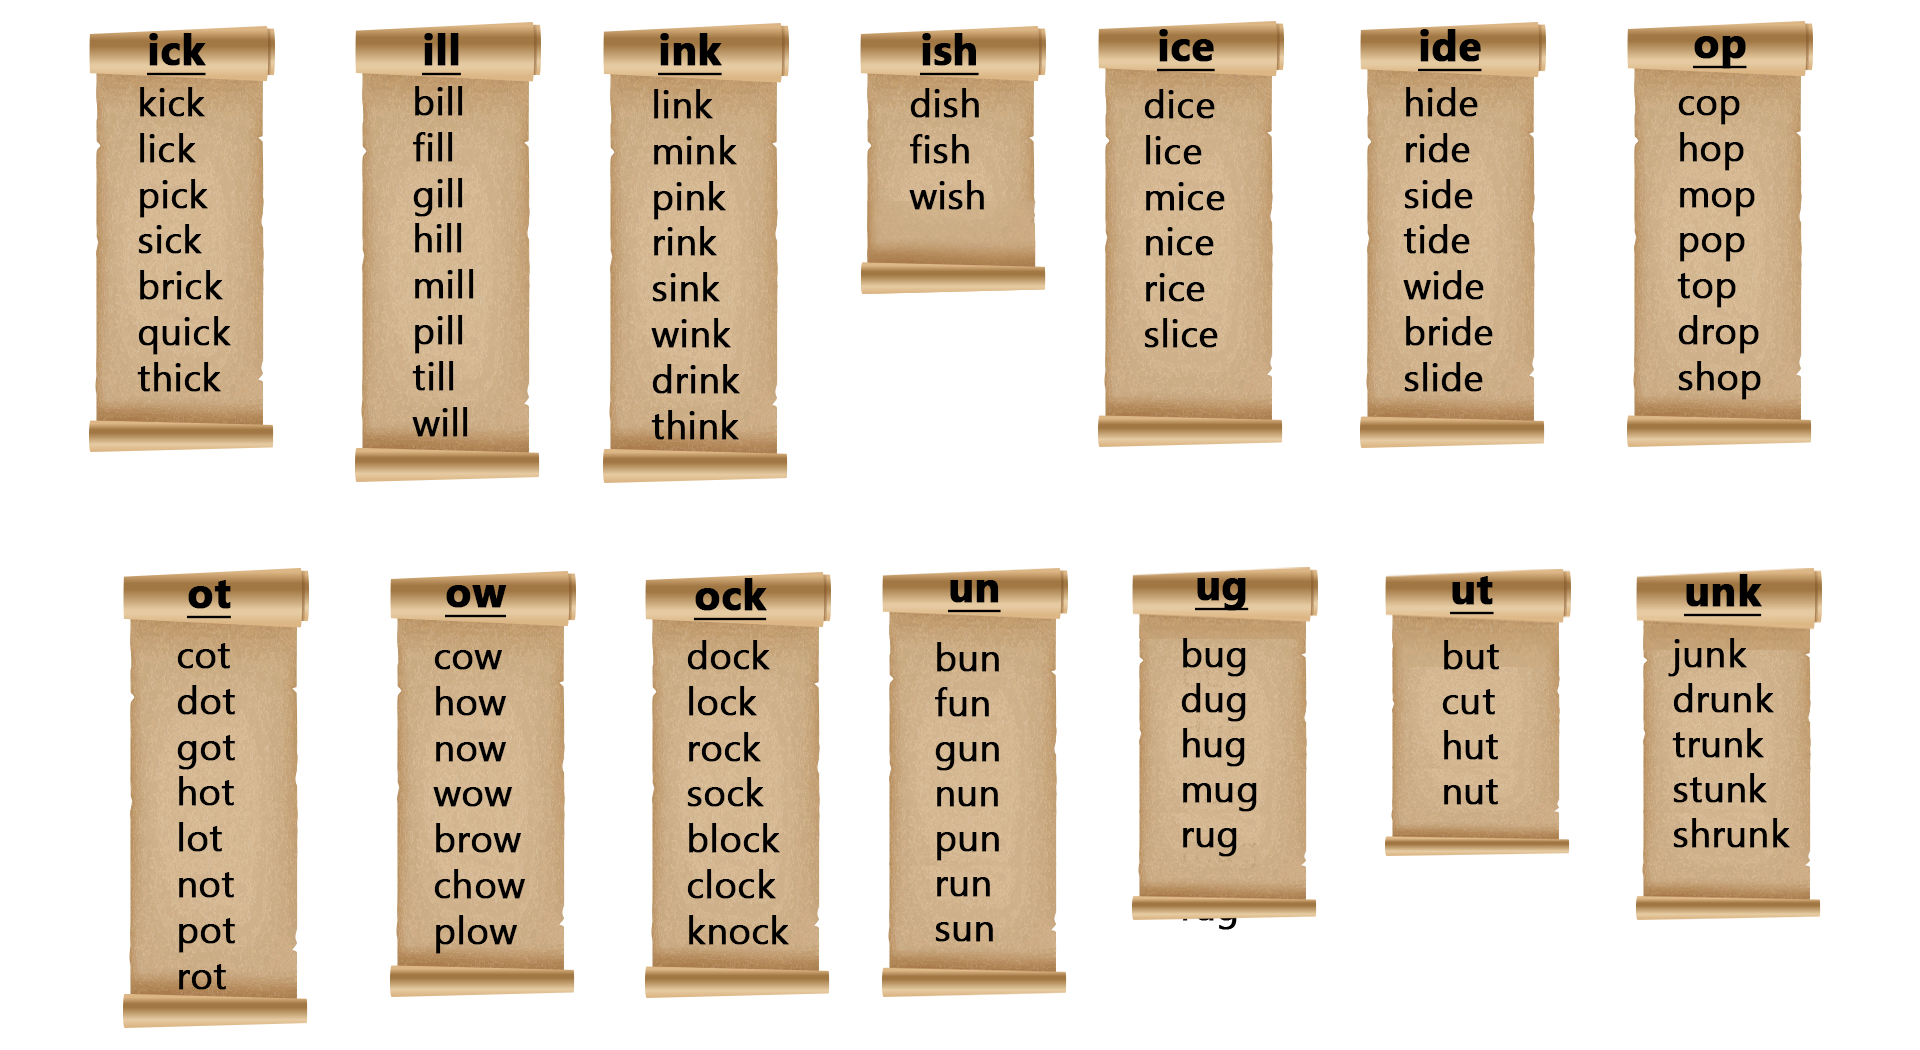 ick
kick
lick
pick
sick
brick
quick
thick
ill
bill
fill
gill
hill
mill
pill
till
will
ink
link
mink
pink
rink
sink
wink
drink
think
ish
dish
fish
wish
ice
dice
lice
mice
nice
rice
slice
ide
hide
ride
side
tide
wide
bride
slide
op
cop
hop
mop
pop
top
drop
shop
ot
cot
dot
got
hot
lot
not
pot
rot
ow
cow
how
now
wow
brow
chow
plow
ock
dock
lock
rock
sock
block
clock
knock
un
bun
fun
gun
nun
pun
run
sun
ug
bug
dug
hug
mug
rug
ut
but
cut
hut
nut
unk
junk
drunk
trunk
stunk
shrunk